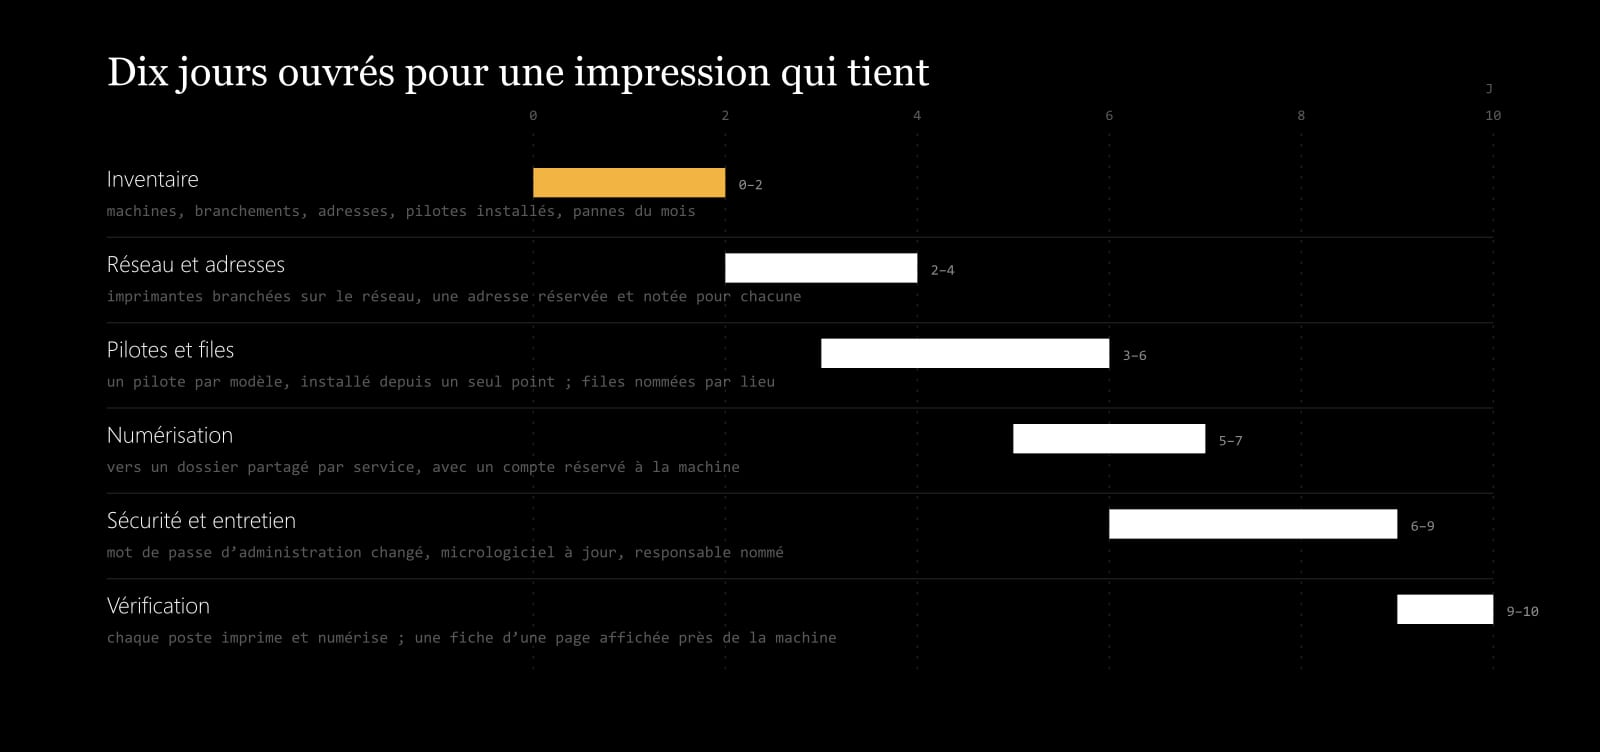 Dix jours ouvrés pour une impression qui tient
J
0 2 4 6 8 10
Inventaire
0–2
machines, branchements, adresses, pilotes installés, pannes du mois
Réseau et adresses
2–4
imprimantes branchées sur le réseau, une adresse réservée et notée pour chacune
Pilotes et files
3–6
un pilote par modèle, installé depuis un seul point ; files nommées par lieu
Numérisation
5–7
vers un dossier partagé par service, avec un compte réservé à la machine
Sécurité et entretien
6–9
mot de passe d’administration changé, micrologiciel à jour, responsable nommé
Vérification
9–10
chaque poste imprime et numérise ; une fiche d’une page affichée près de la machine